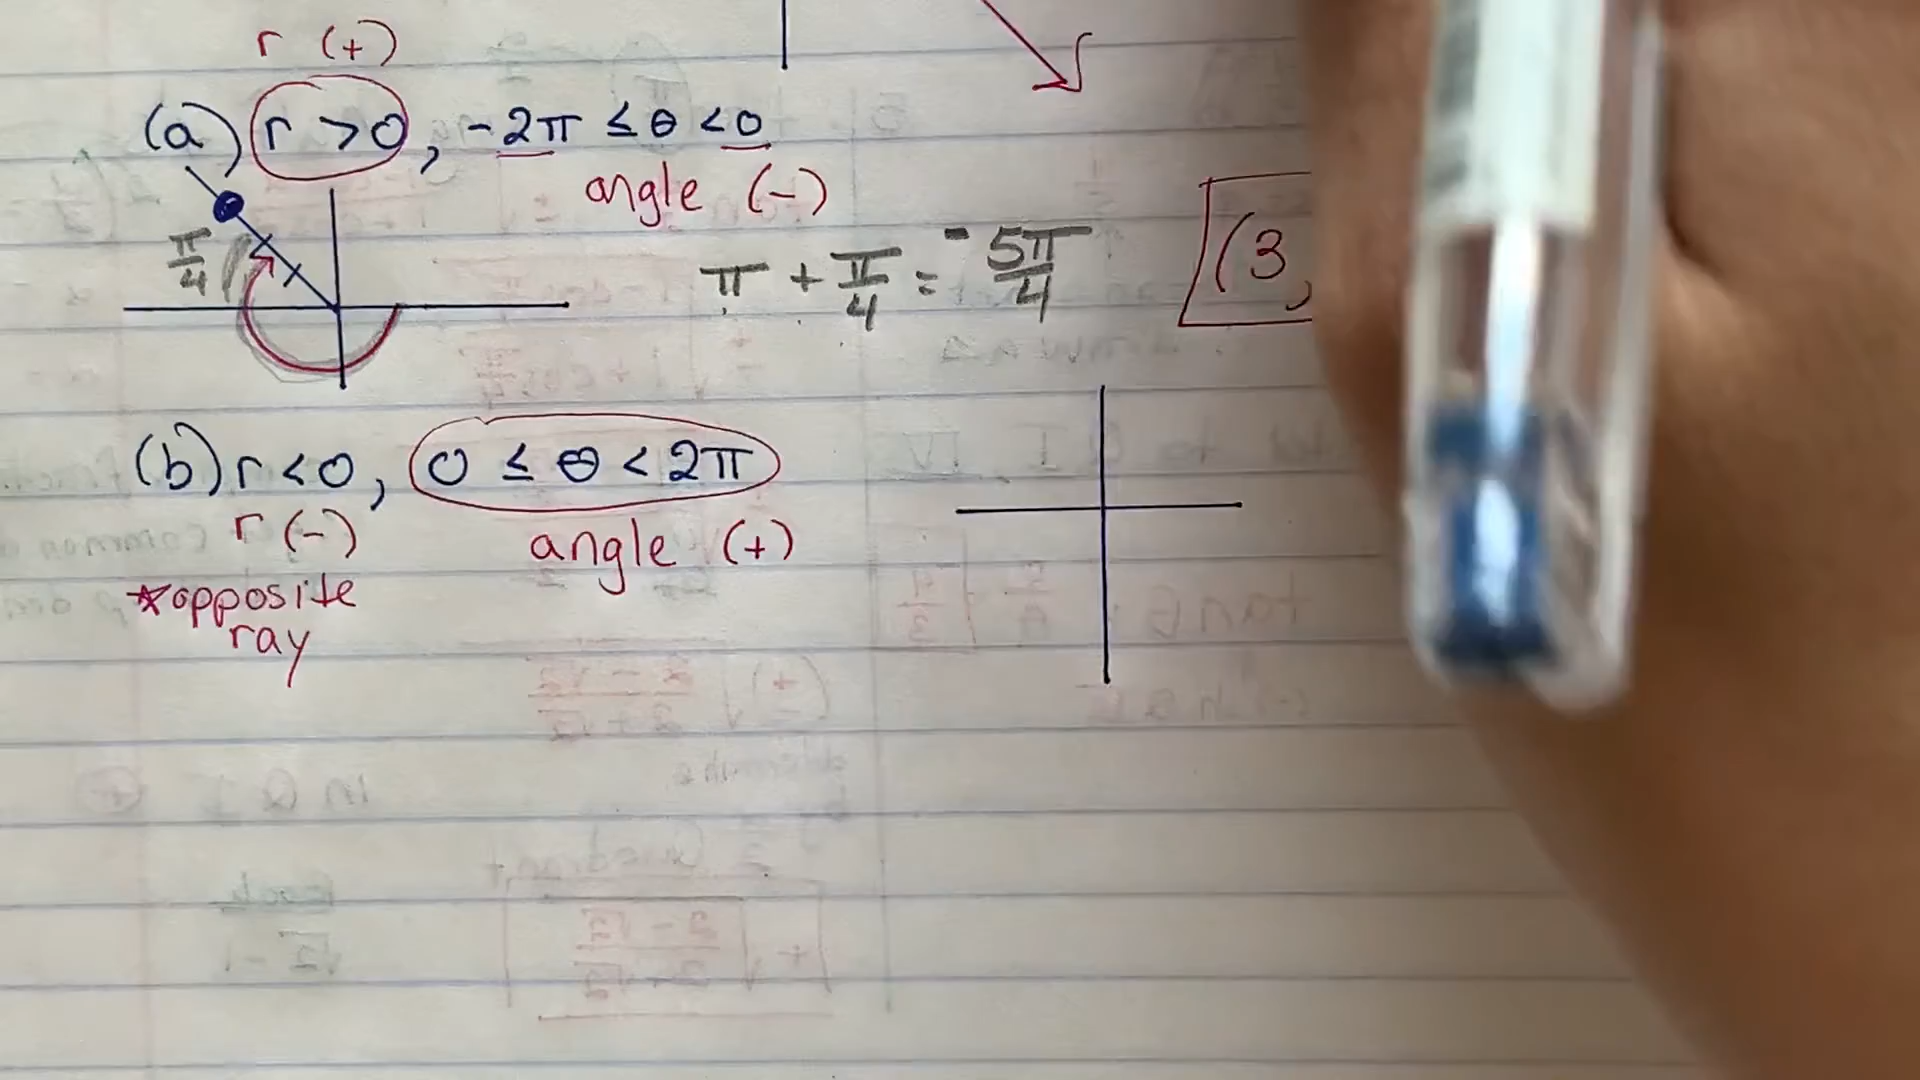 r (+)
(a) r > 0, -2π ≤ θ < 0
angle (-)
π/4
π + π/4 = -5π/4
(3,
(b) r < 0, 0 ≤ θ < 2π
r (-)
angle (+)
*opposite
ray